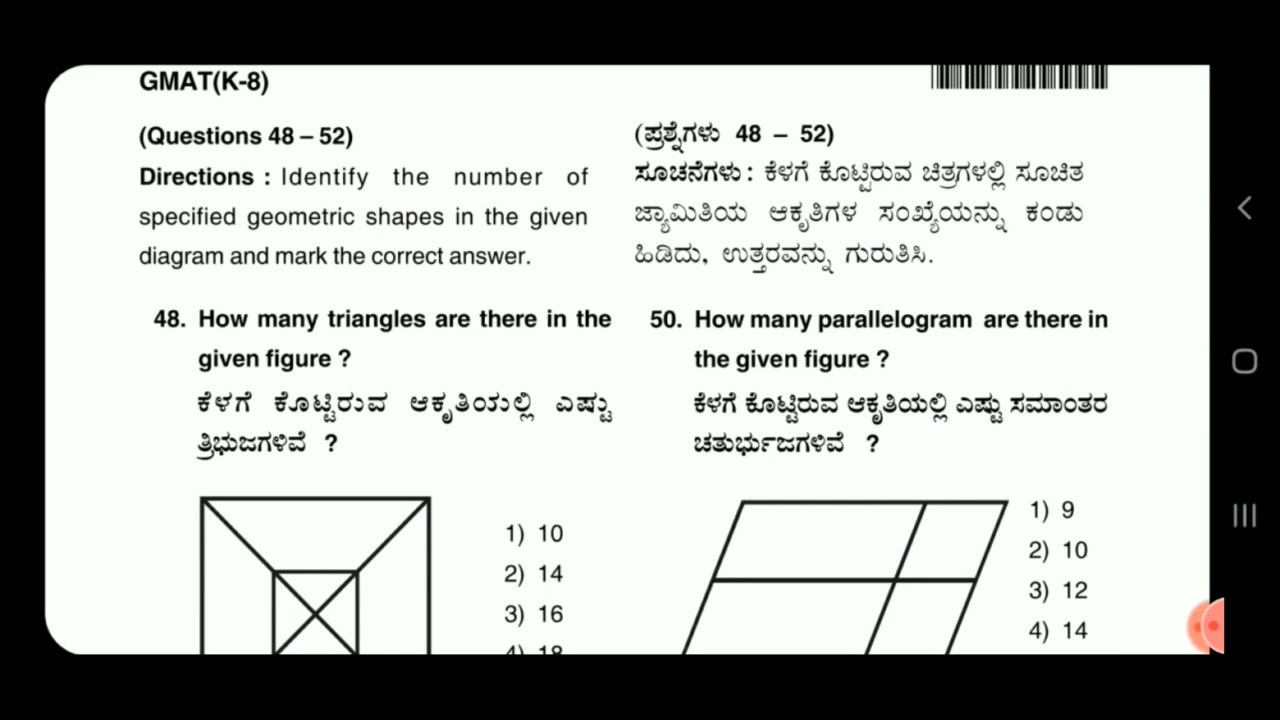 GMAT(K-8)
(Questions 48 – 52)
Directions : Identify the number of
specified geometric shapes in the given
diagram and mark the correct answer.
48. How many triangles are there in the
given figure ?
ಕೆಳಗೆ ಕೊಟ್ಟಿರುವ ಆಕೃತಿಯಲ್ಲಿ ಎಷ್ಟು
ತ್ರಿಭುಜಗಳಿವೆ ?
1) 10
2) 14
3) 16
4) 18
(ಪ್ರಶ್ನೆಗಳು 48 – 52)
ಸೂಚನೆಗಳು : ಕೆಳಗೆ ಕೊಟ್ಟಿರುವ ಚಿತ್ರಗಳಲ್ಲಿ ಸೂಚಿತ
ಜ್ಯಾಮಿತಿಯ ಆಕೃತಿಗಳ ಸಂಖ್ಯೆಯನ್ನು ಕಂಡು
ಹಿಡಿದು, ಉತ್ತರವನ್ನು ಗುರುತಿಸಿ.
50. How many parallelogram are there in
the given figure ?
ಕೆಳಗೆ ಕೊಟ್ಟಿರುವ ಆಕೃತಿಯಲ್ಲಿ ಎಷ್ಟು ಸಮಾಂತರ
ಚತುರ್ಭುಜಗಳಿವೆ ?
1) 9
2) 10
3) 12
4) 14